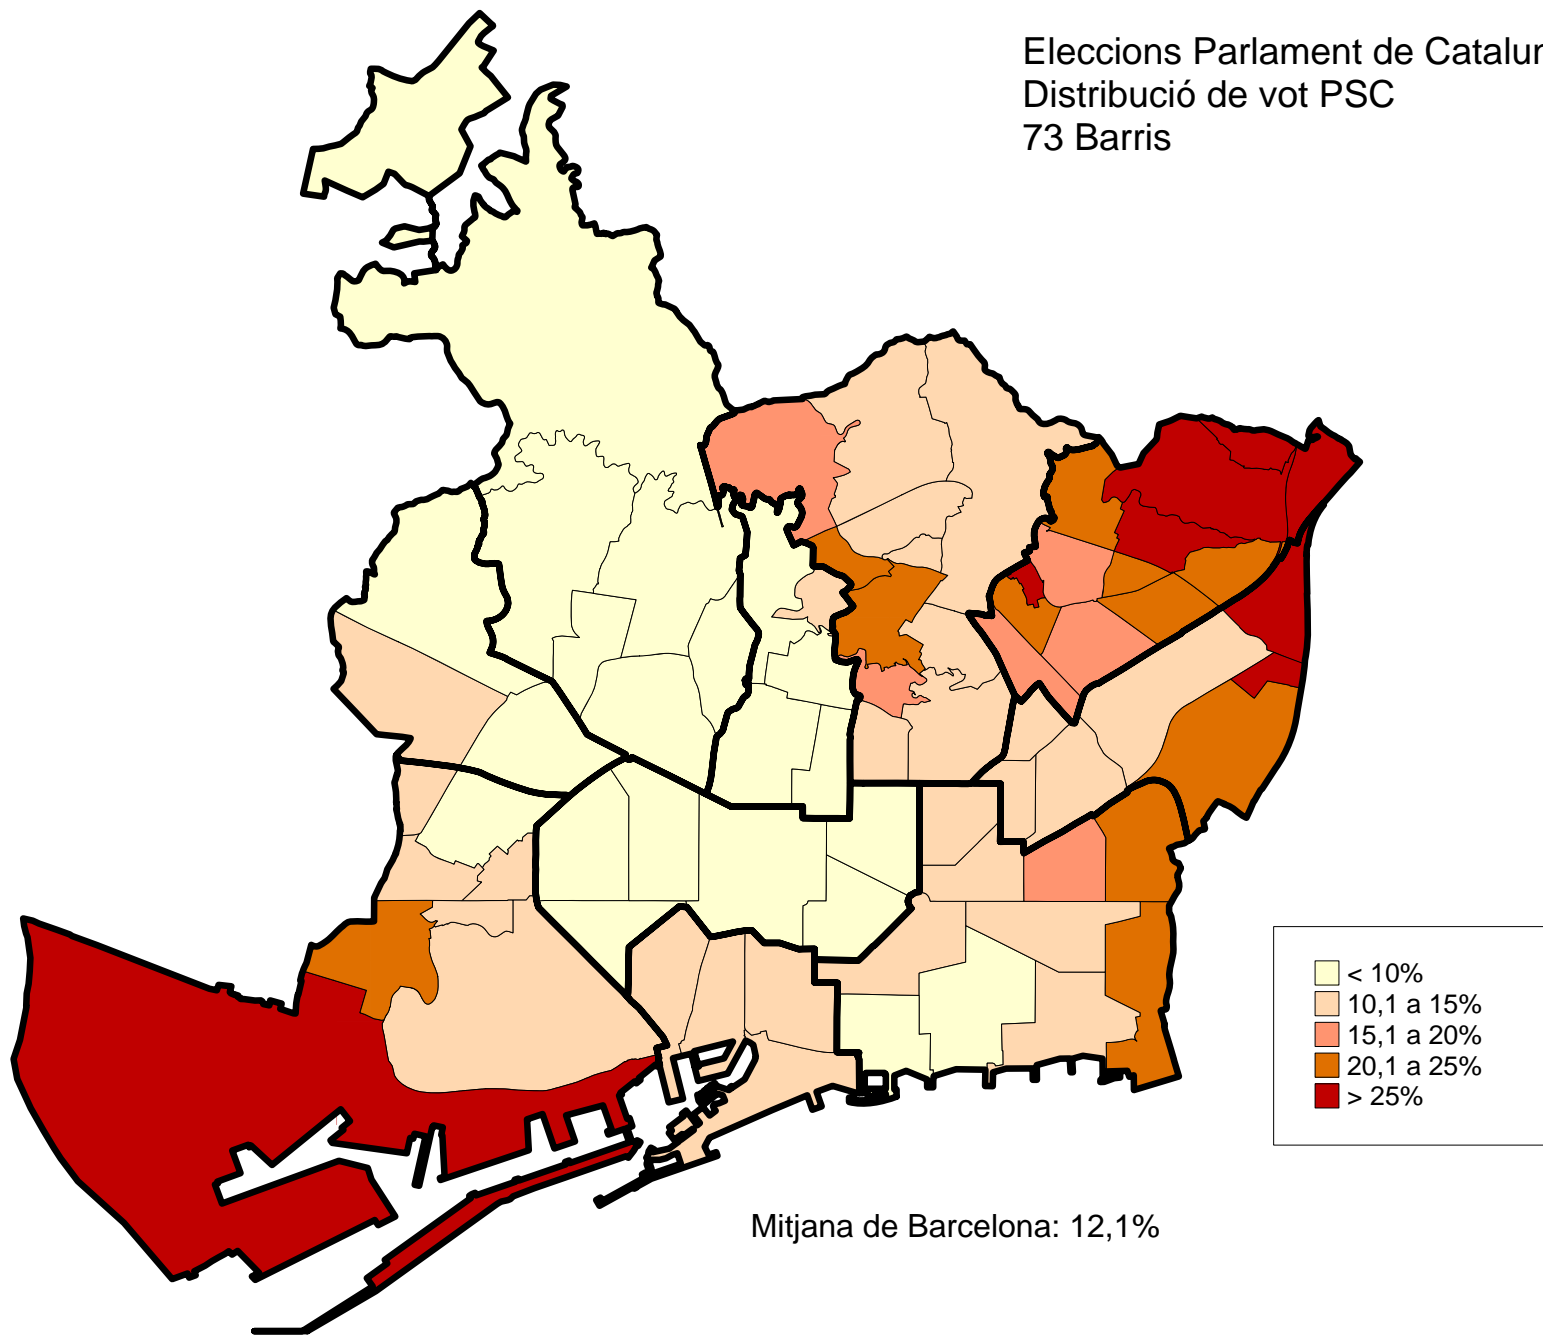 Eleccions Parlament de Catalu
Distribució de vot PSC
73 Barris
< 10%
10,1 a 15%
15,1 a 20%
20,1 a 25%
> 25%
Mitjana de Barcelona: 12,1%